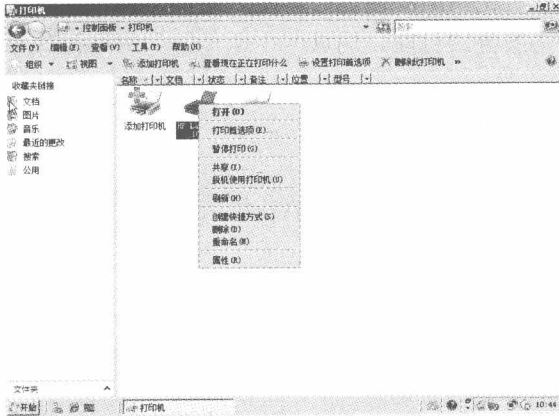 打印机
控制面板 ▸ 打印机
文件(F) 编辑(E) 查看(V) 工具(T) 帮助(H)
组织 视图 添加打印机 查看现在正在打印什么 设置打印首选项 删除此打印机 »
收藏夹链接
文档
图片
音乐
最近的更改
搜索
公用
名称 文档 状态 备注 位置 型号
添加打印机
打开(O)
打印首选项(E)
暂停打印(G)
共享(I)
脱机使用打印机(U)
刷新(H)
创建快捷方式(S)
删除(D)
重命名(M)
属性(R)
文件夹
开始
打印机
10:44